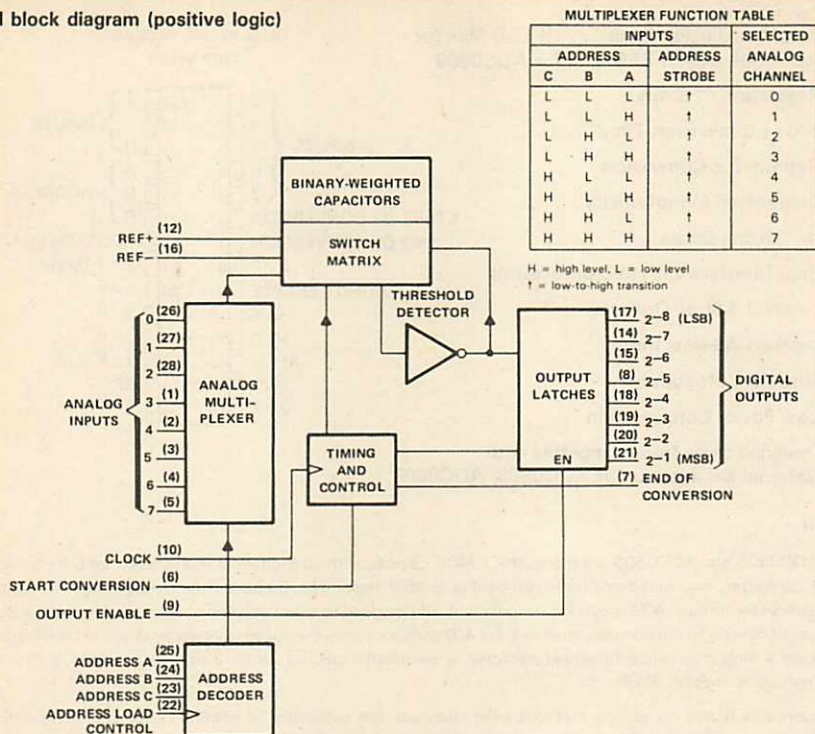 l block diagram (positive logic)
MULTIPLEXER FUNCTION TABLE
INPUTS SELECTED
ADDRESS ADDRESS ANALOG
C B A STROBE CHANNEL
L L L ↑ 0
L L H ↑ 1
L H L ↑ 2
L H H ↑ 3
H L L ↑ 4
H L H ↑ 5
H H L ↑ 6
H H H ↑ 7
H = high level, L = low level
↑ = low-to-high transition
BINARY-WEIGHTED
CAPACITORS
SWITCH
MATRIX
REF+ (12)
REF− (16)
THRESHOLD
DETECTOR
ANALOG
INPUTS
0 (26)
1 (27)
2 (28)
3 (1)
4 (2)
5 (3)
6 (4)
7 (5)
ANALOG
MULTI-
PLEXER
TIMING
AND
CONTROL
OUTPUT
LATCHES
EN
(17) 2−8 (LSB)
(14) 2−7
(15) 2−6
(8) 2−5
(18) 2−4
(19) 2−3
(20) 2−2
(21) 2−1 (MSB)
DIGITAL
OUTPUTS
(7) END OF
CONVERSION
CLOCK (10)
START CONVERSION (6)
OUTPUT ENABLE (9)
ADDRESS A (25)
ADDRESS B (24)
ADDRESS C (23)
ADDRESS LOAD (22)
CONTROL
ADDRESS
DECODER